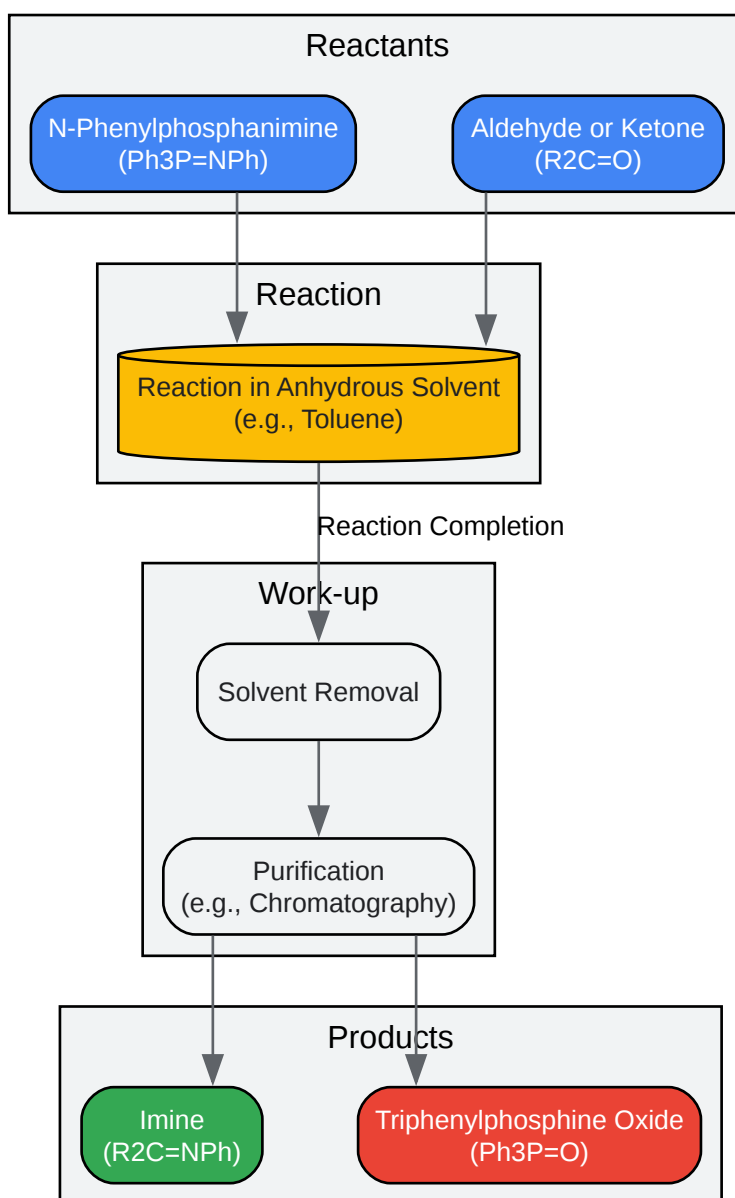 Reactants
N-Phenylphosphanimine
(Ph3P=NPh)
Aldehyde or Ketone
(R2C=O)
Reaction
Reaction in Anhydrous Solvent
(e.g., Toluene)
Reaction Completion
Work-up
Solvent Removal
Purification
(e.g., Chromatography)
Products
Imine
(R2C=NPh)
Triphenylphosphine Oxide
(Ph3P=O)